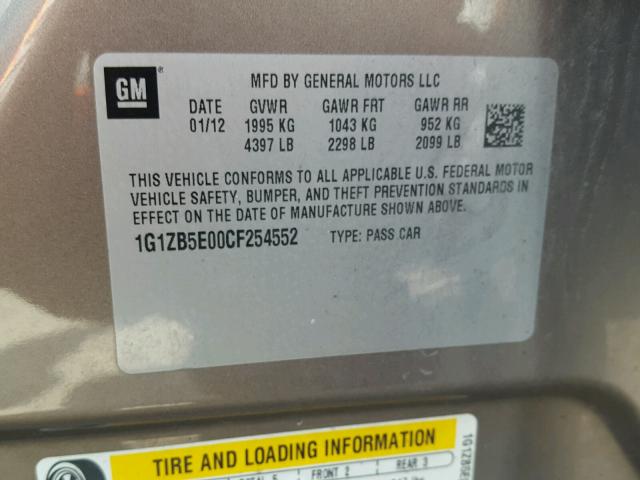 GM
MFD BY GENERAL MOTORS LLC
DATE GVWR GAWR FRT GAWR RR
01/12 1995 KG 1043 KG 952 KG
4397 LB 2298 LB 2099 LB
THIS VEHICLE CONFORMS TO ALL APPLICABLE U.S. FEDERAL MOTOR
VEHICLE SAFETY, BUMPER, AND THEFT PREVENTION STANDARDS IN
EFFECT ON THE DATE OF MANUFACTURE SHOWN ABOVE.
1G1ZB5E00CF254552 TYPE: PASS CAR
TIRE AND LOADING INFORMATION
FRONT 2 REAR 3